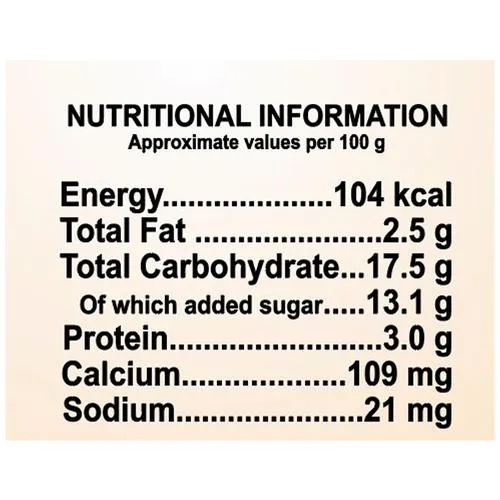 NUTRITIONAL INFORMATION
Approximate values per 100 g
Energy.....................104 kcal
Total Fat ......................2.5 g
Total Carbohydrate...17.5 g
Of which added sugar.....13.1 g
Protein.........................3.0 g
Calcium...................109 mg
Sodium......................21 mg